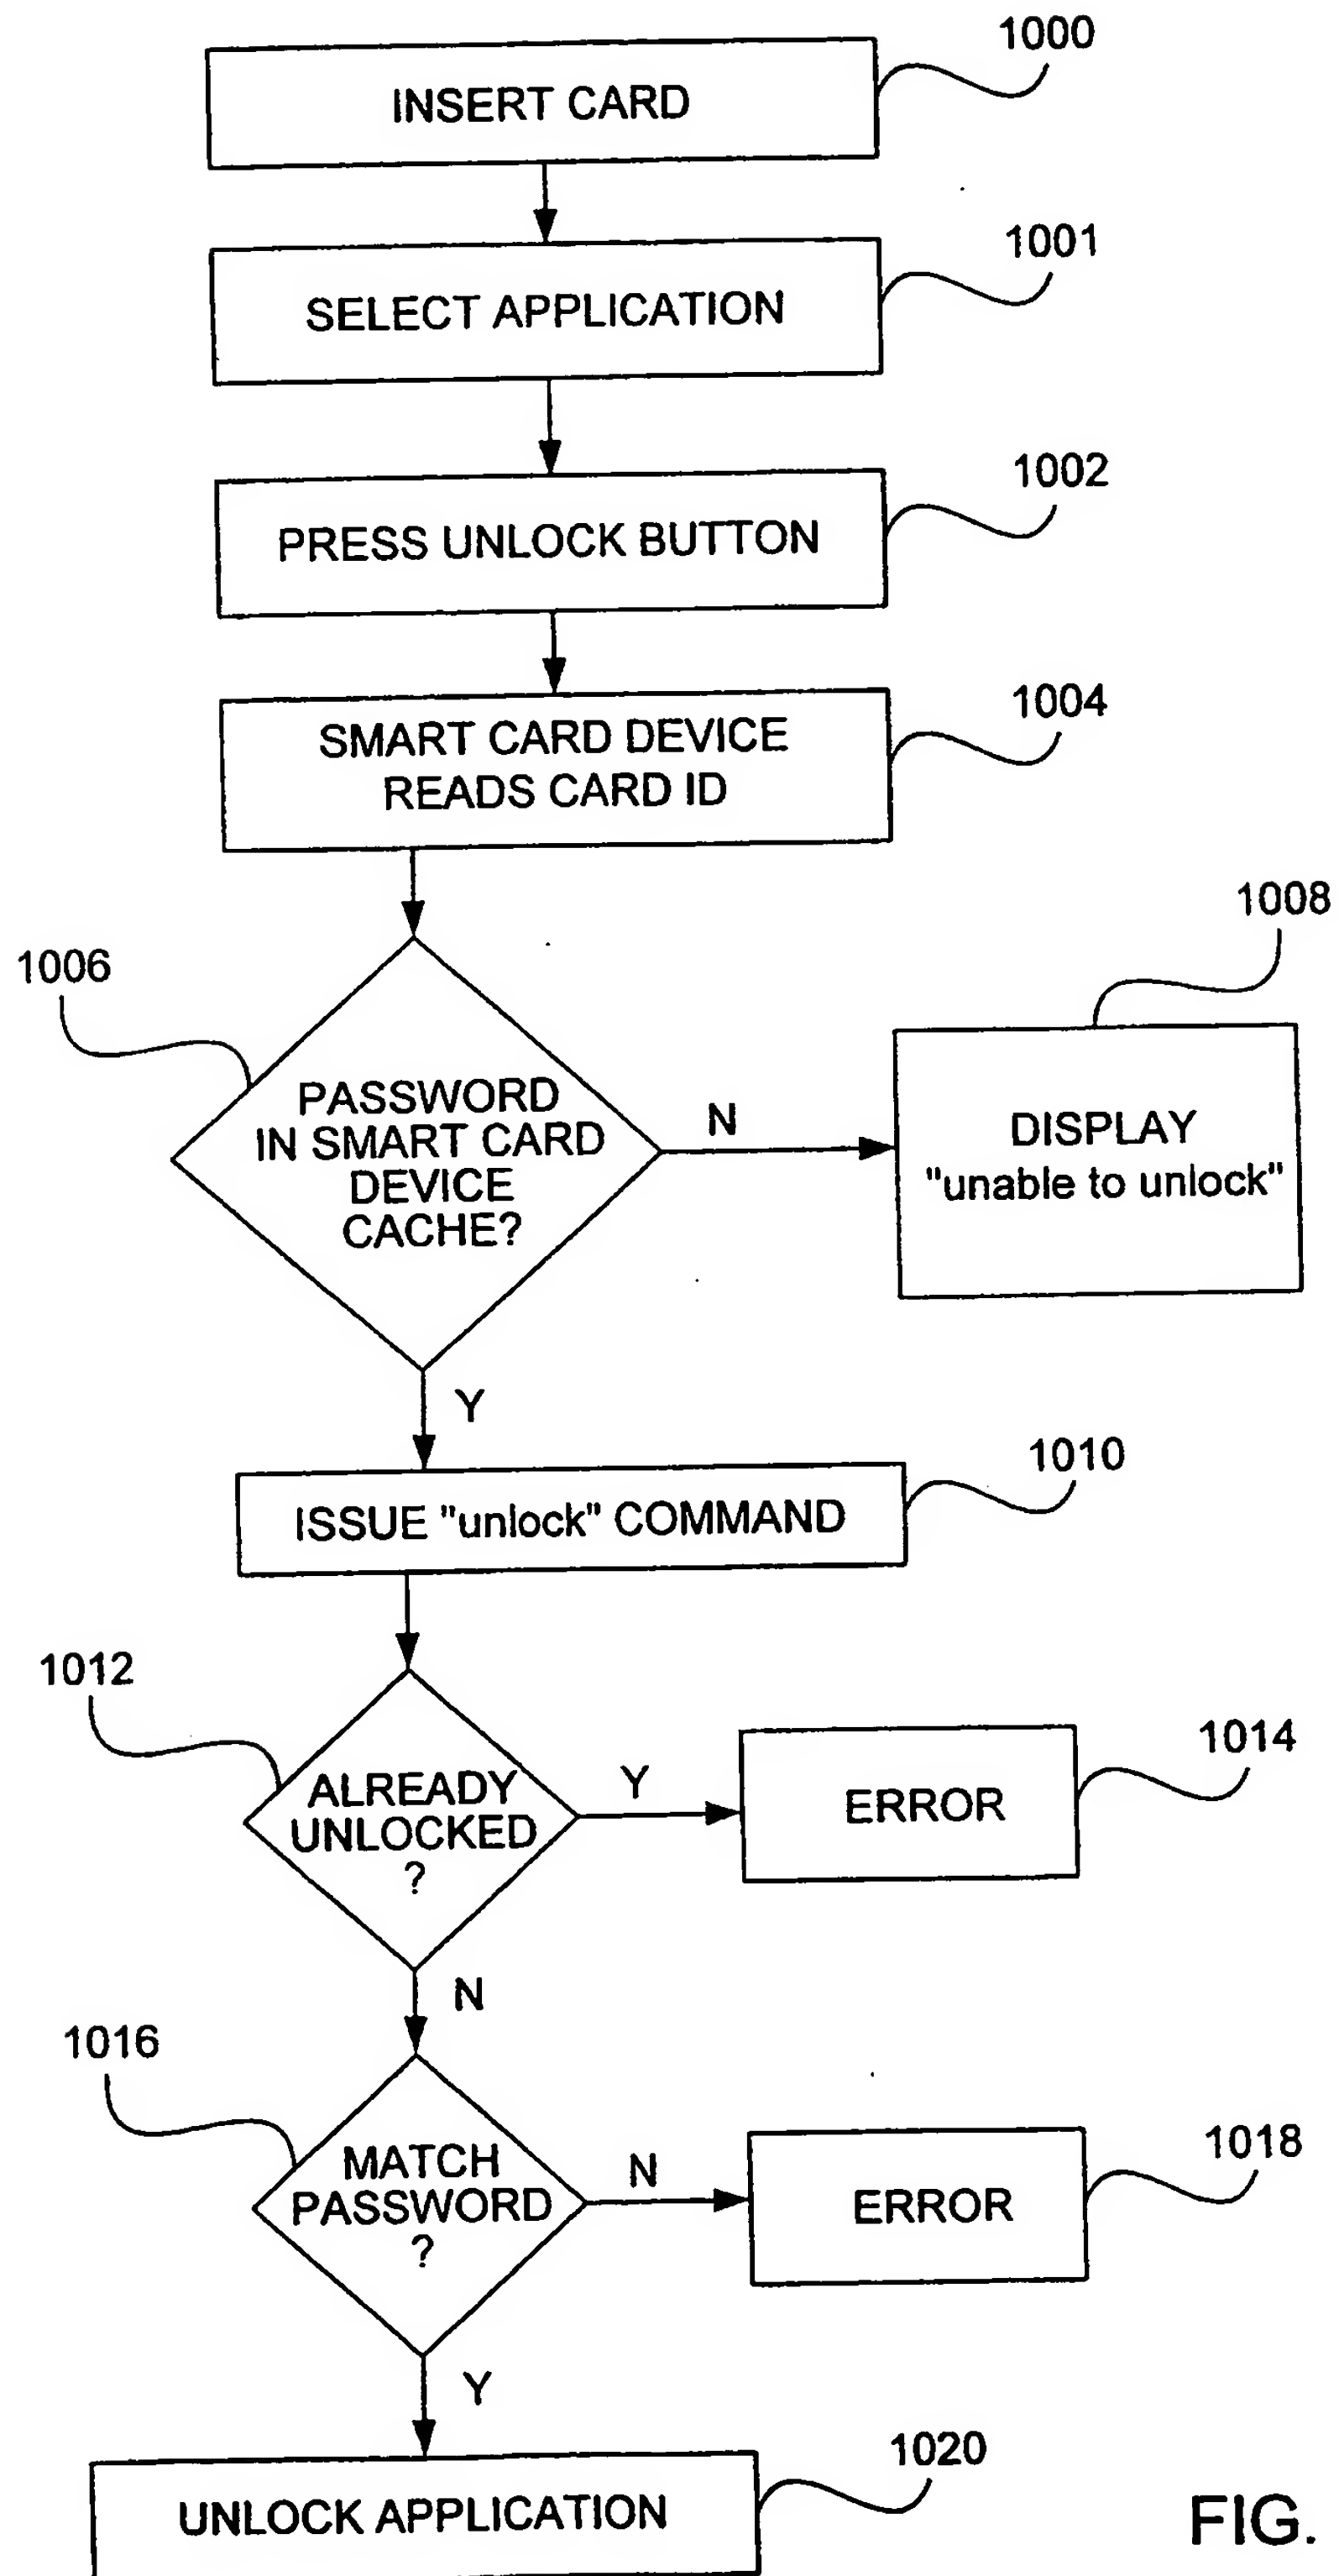 1000
INSERT CARD
1001
SELECT APPLICATION
1002
PRESS UNLOCK BUTTON
1004
SMART CARD DEVICE
READS CARD ID
1006
PASSWORD
IN SMART CARD
DEVICE
CACHE?
N
1008
DISPLAY
"unable to unlock"
Y
1010
ISSUE "unlock" COMMAND
1012
ALREADY
UNLOCKED
?
Y
1014
ERROR
N
1016
MATCH
PASSWORD
?
N
1018
ERROR
Y
1020
UNLOCK APPLICATION
FIG.